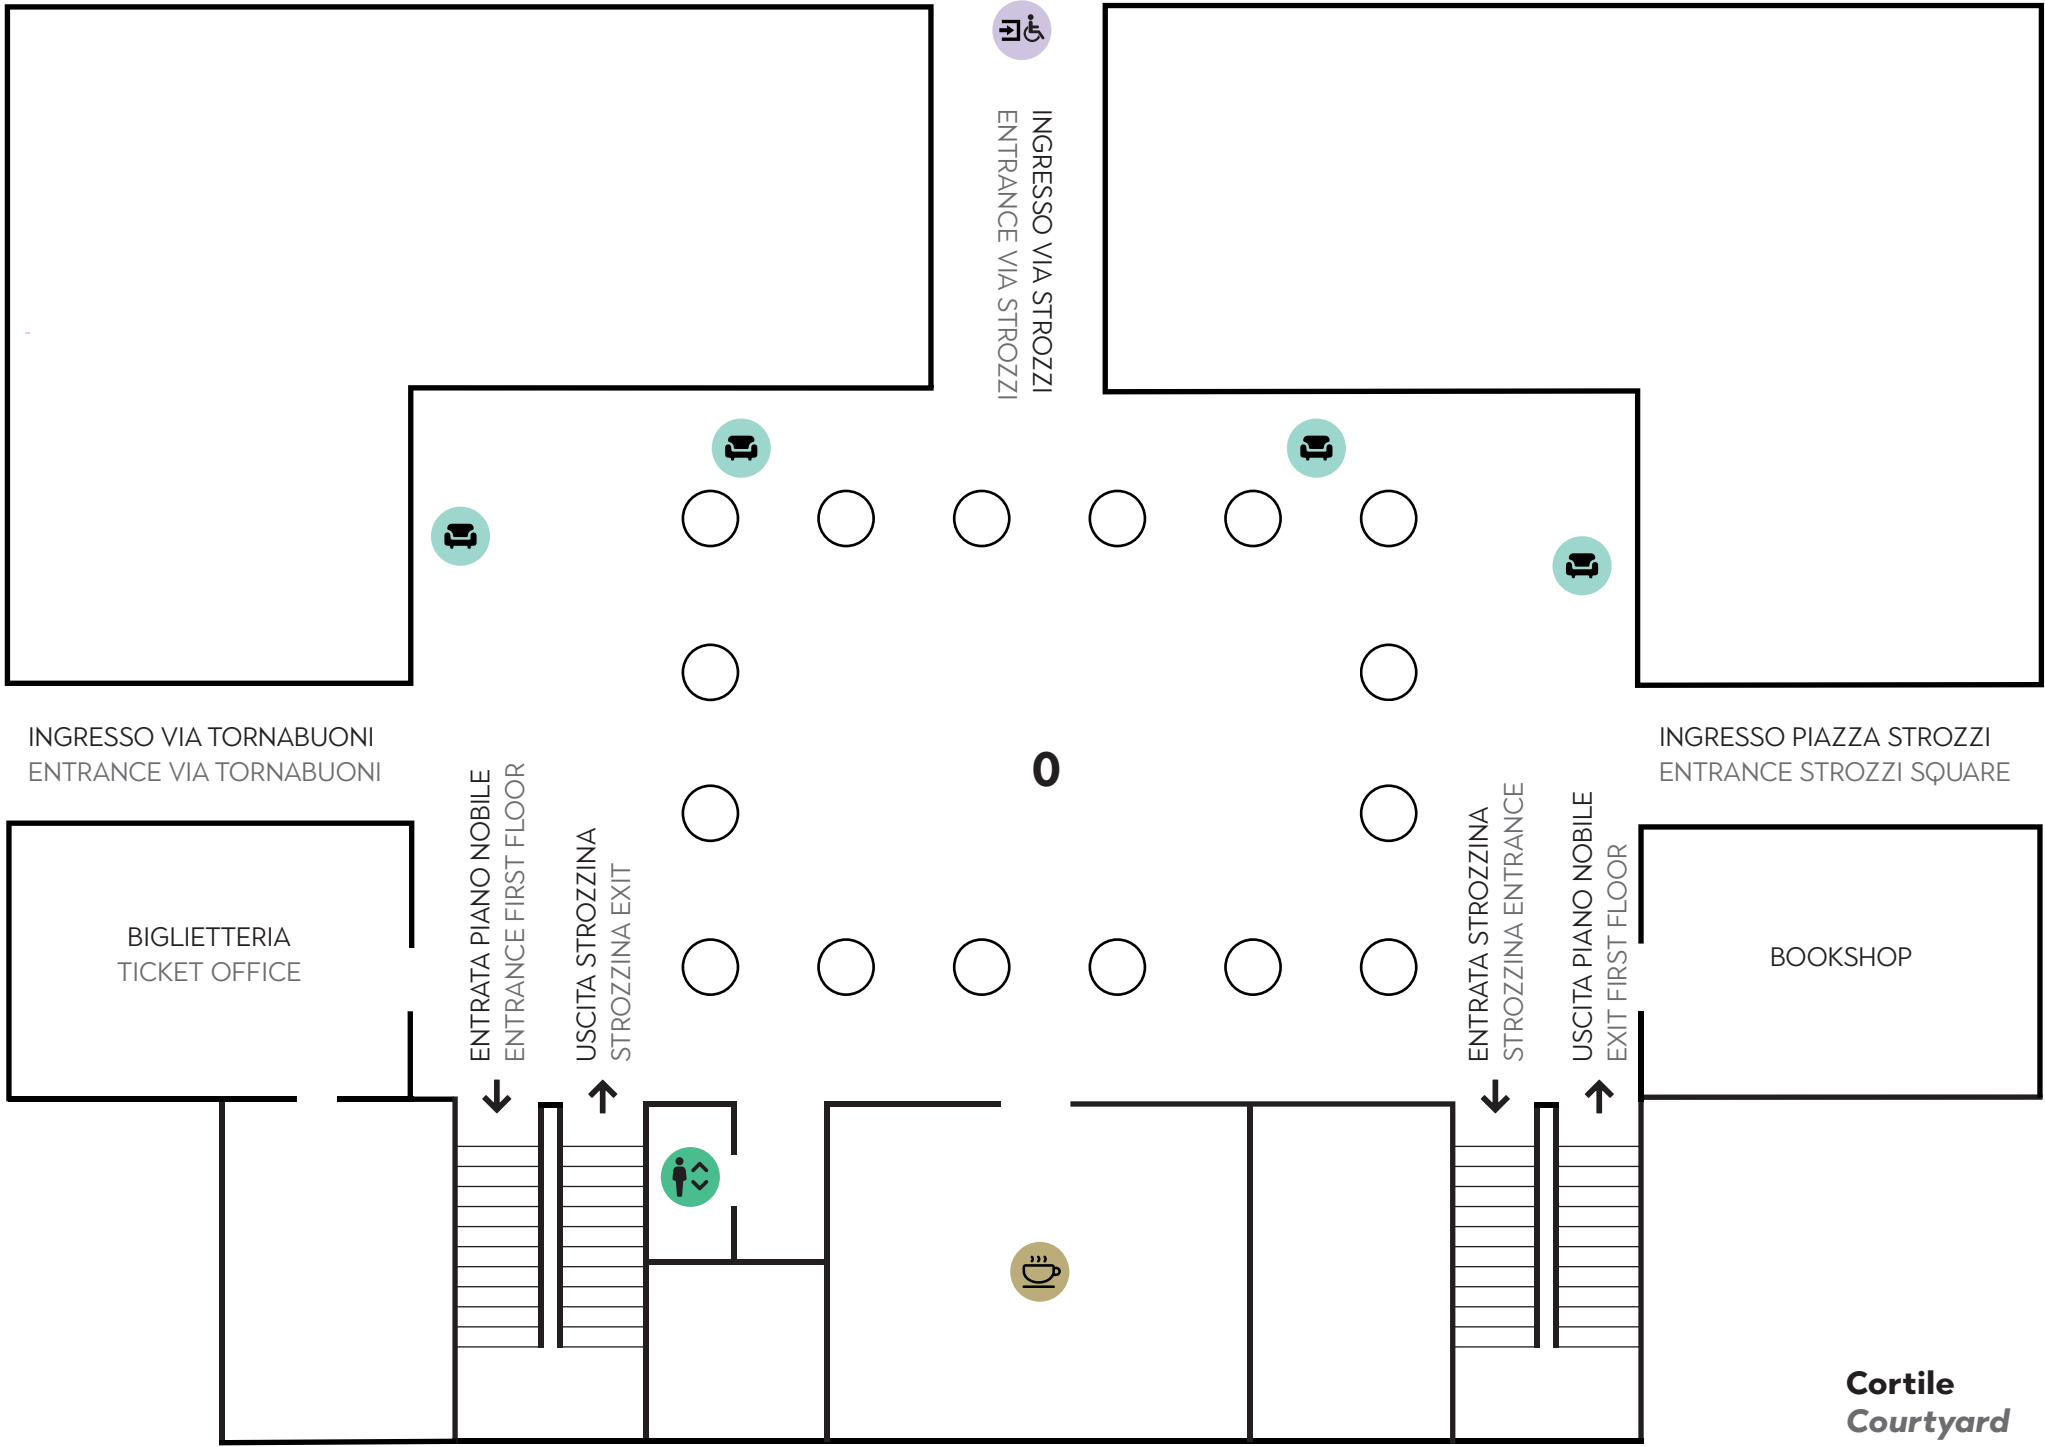 INGRESSO VIA STROZZI
ENTRANCE VIA STROZZI
INGRESSO VIA TORNABUONI
ENTRANCE VIA TORNABUONI
INGRESSO PIAZZA STROZZI
ENTRANCE STROZZI SQUARE
0
ENTRATA PIANO NOBILE
ENTRANCE FIRST FLOOR
USCITA STROZZINA
STROZZINA EXIT
ENTRATA STROZZINA
STROZZINA ENTRANCE
USCITA PIANO NOBILE
EXIT FIRST FLOOR
BIGLIETTERIA
TICKET OFFICE
BOOKSHOP
Cortile
Courtyard